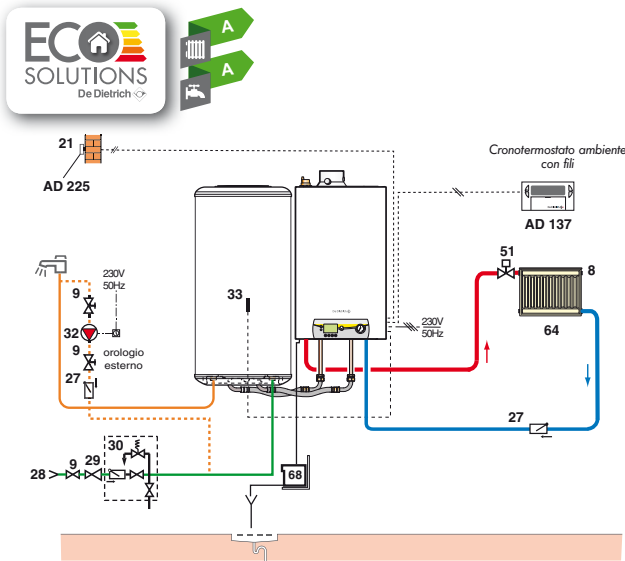 ECO
SOLUTIONS
De Dietrich
A
A
21
AD 225
Cronotermostato ambiente
con fili
AD 137
51
8
64
230V
50Hz
9
32
9
orologio
esterno
27
33
230V
50Hz
27
30
28
9
29
68